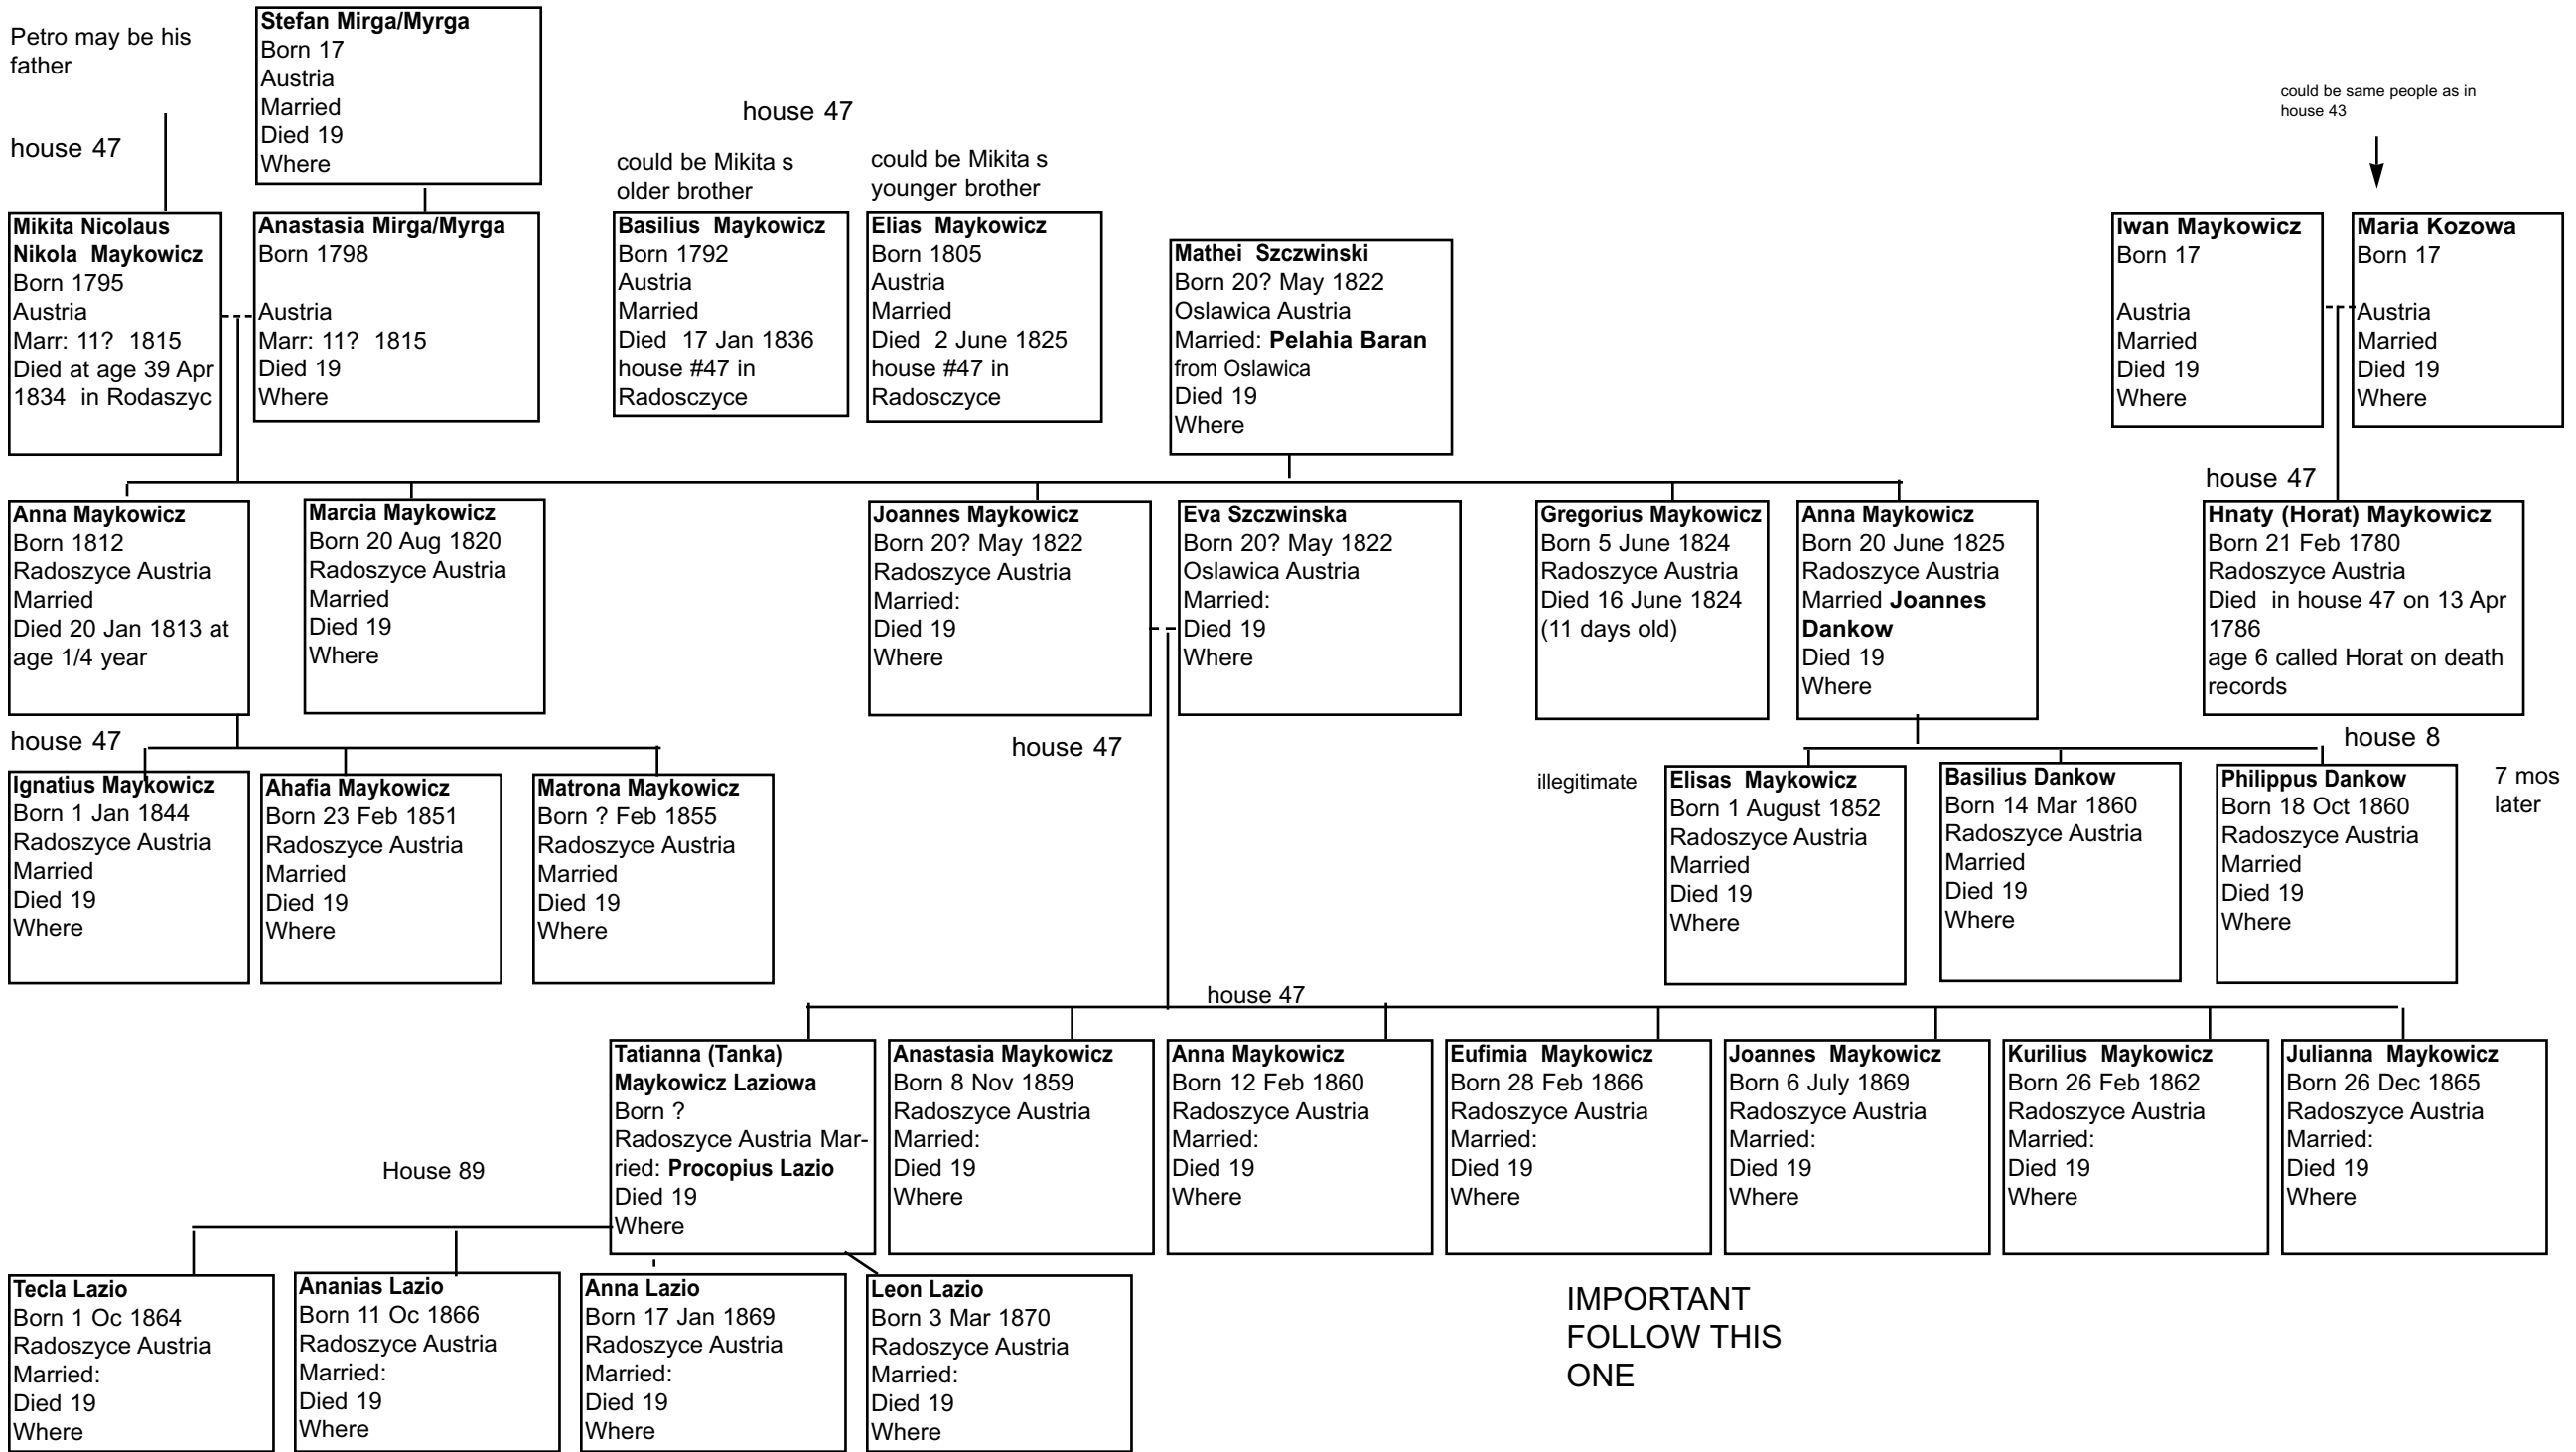 Petro may be his
father
house 47
Stefan Mirga/Myrga
Born 17
Austria
Married
Died 19
Where
house 47
could be Mikita s
older brother
could be Mikita s
younger brother
could be same people as in
house 43
Mikita Nicolaus
Nikola Maykowicz
Born 1795
Austria
Marr: 11? 1815
Died at age 39 Apr
1834 in Rodaszyc
Anastasia Mirga/Myrga
Born 1798
Austria
Marr: 11? 1815
Died 19
Where
Basilius Maykowicz
Born 1792
Austria
Married
Died 17 Jan 1836
house #47 in
Radosczyce
Elias Maykowicz
Born 1805
Austria
Married
Died 2 June 1825
house #47 in
Radosczyce
Mathei Szczwinski
Born 20? May 1822
Oslawica Austria
Married: Pelahia Baran
from Oslawica
Died 19
Where
Iwan Maykowicz
Born 17
Austria
Married
Died 19
Where
Maria Kozowa
Born 17
Austria
Married
Died 19
Where
Anna Maykowicz
Born 1812
Radoszyce Austria
Married
Died 20 Jan 1813 at
age 1/4 year
Marcia Maykowicz
Born 20 Aug 1820
Radoszyce Austria
Married
Died 19
Where
Joannes Maykowicz
Born 20? May 1822
Radoszyce Austria
Married:
Died 19
Where
Eva Szczwinska
Born 20? May 1822
Oslawica Austria
Married:
Died 19
Where
Gregorius Maykowicz
Born 5 June 1824
Radoszyce Austria
Died 16 June 1824
(11 days old)
Anna Maykowicz
Born 20 June 1825
Radoszyce Austria
Married Joannes
Dankow
Died 19
Where
house 47
Hnaty (Horat) Maykowicz
Born 21 Feb 1780
Radoszyce Austria
Died in house 47 on 13 Apr
1786
age 6 called Horat on death
records
house 47
Ignatius Maykowicz
Born 1 Jan 1844
Radoszyce Austria
Married
Died 19
Where
Ahafia Maykowicz
Born 23 Feb 1851
Radoszyce Austria
Married
Died 19
Where
Matrona Maykowicz
Born ? Feb 1855
Radoszyce Austria
Married
Died 19
Where
house 47
illegitimate
Elisas Maykowicz
Born 1 August 1852
Radoszyce Austria
Married
Died 19
Where
Basilius Dankow
Born 14 Mar 1860
Radoszyce Austria
Married
Died 19
Where
house 8
Philippus Dankow
Born 18 Oct 1860
Radoszyce Austria
Married
Died 19
Where
7 mos
later
house 47
Tatianna (Tanka)
Maykowicz Laziowa
Born ?
Radoszyce Austria Mar-
ried: Procopius Lazio
Died 19
Where
Anastasia Maykowicz
Born 8 Nov 1859
Radoszyce Austria
Married:
Died 19
Where
Anna Maykowicz
Born 12 Feb 1860
Radoszyce Austria
Married:
Died 19
Where
Eufimia Maykowicz
Born 28 Feb 1866
Radoszyce Austria
Married:
Died 19
Where
Joannes Maykowicz
Born 6 July 1869
Radoszyce Austria
Married:
Died 19
Where
Kurilius Maykowicz
Born 26 Feb 1862
Radoszyce Austria
Married:
Died 19
Where
Julianna Maykowicz
Born 26 Dec 1865
Radoszyce Austria
Married:
Died 19
Where
House 89
Tecla Lazio
Born 1 Oc 1864
Radoszyce Austria
Married:
Died 19
Where
Ananias Lazio
Born 11 Oc 1866
Radoszyce Austria
Married:
Died 19
Where
Anna Lazio
Born 17 Jan 1869
Radoszyce Austria
Married:
Died 19
Where
Leon Lazio
Born 3 Mar 1870
Radoszyce Austria
Married:
Died 19
Where
IMPORTANT
FOLLOW THIS
ONE